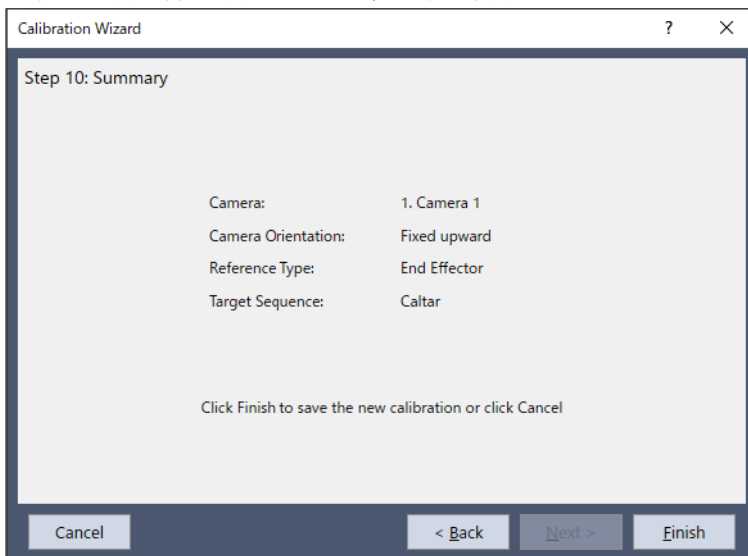 Calibration Wizard ? ×
Step 10: Summary
Camera: 1. Camera 1
Camera Orientation: Fixed upward
Reference Type: End Effector
Target Sequence: Caltar
Click Finish to save the new calibration or click Cancel
Cancel < Back Next > Finish